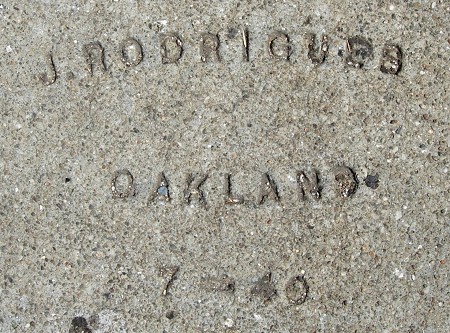 J. RODRIGUES
OAKLAND
7-40